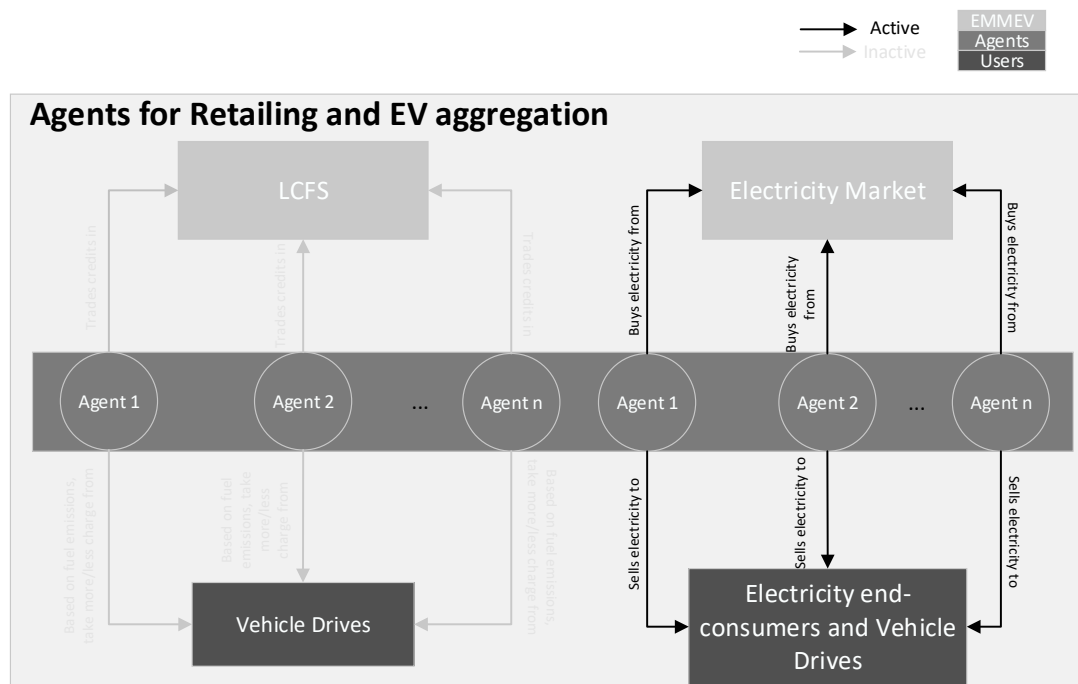 Active
Inactive
EMMEV
Agents
Users
Agents for Retailing and EV aggregation
LCFS
Electricity Market
Trades credits in
Trades credits in
Trades credits in
Buys electricity from
Buys electricity
from
Buys electricity from
Agent 1
Agent 2
...
Agent n
Agent 1
Agent 2
...
Agent n
Based on fuel emissions,
take more/less charge from
Based on fuel
emissions, take
more/less
charge from
Based on fuel emissions,
take more/less charge from
Sells electricity to
Sells electricity to
Sells electricity to
Vehicle Drives
Electricity end-
consumers and Vehicle
Drives